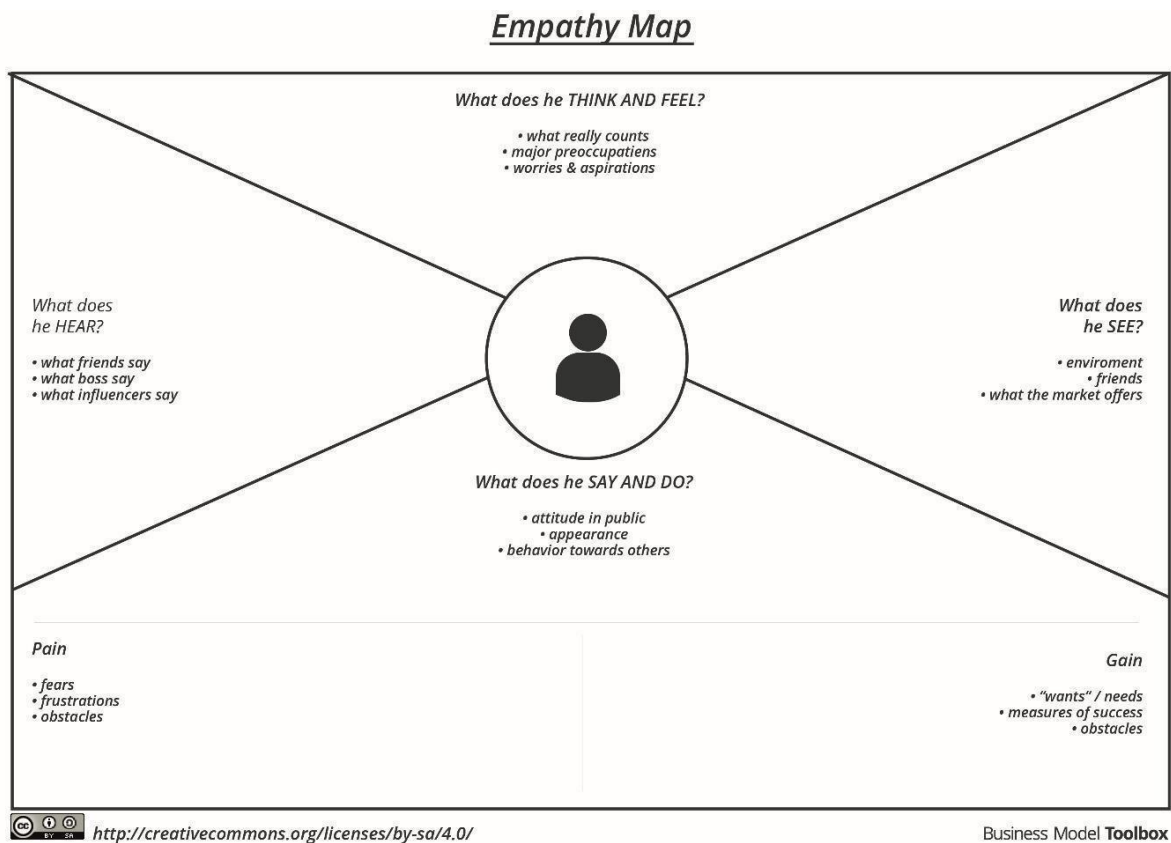 Empathy Map
What does he THINK AND FEEL?
• what really counts
• major preoccupatiens
• worries & aspirations
What does
he HEAR?
• what friends say
• what boss say
• what influencers say
What does
he SEE?
• enviroment
• friends
• what the market offers
What does he SAY AND DO?
• attitude in public
• appearance
• behavior towards others
Pain
• fears
• frustrations
• obstacles
Gain
• “wants” / needs
• measures of success
• obstacles
cc BY SA http://creativecommons.org/licenses/by-sa/4.0/
Business Model Toolbox